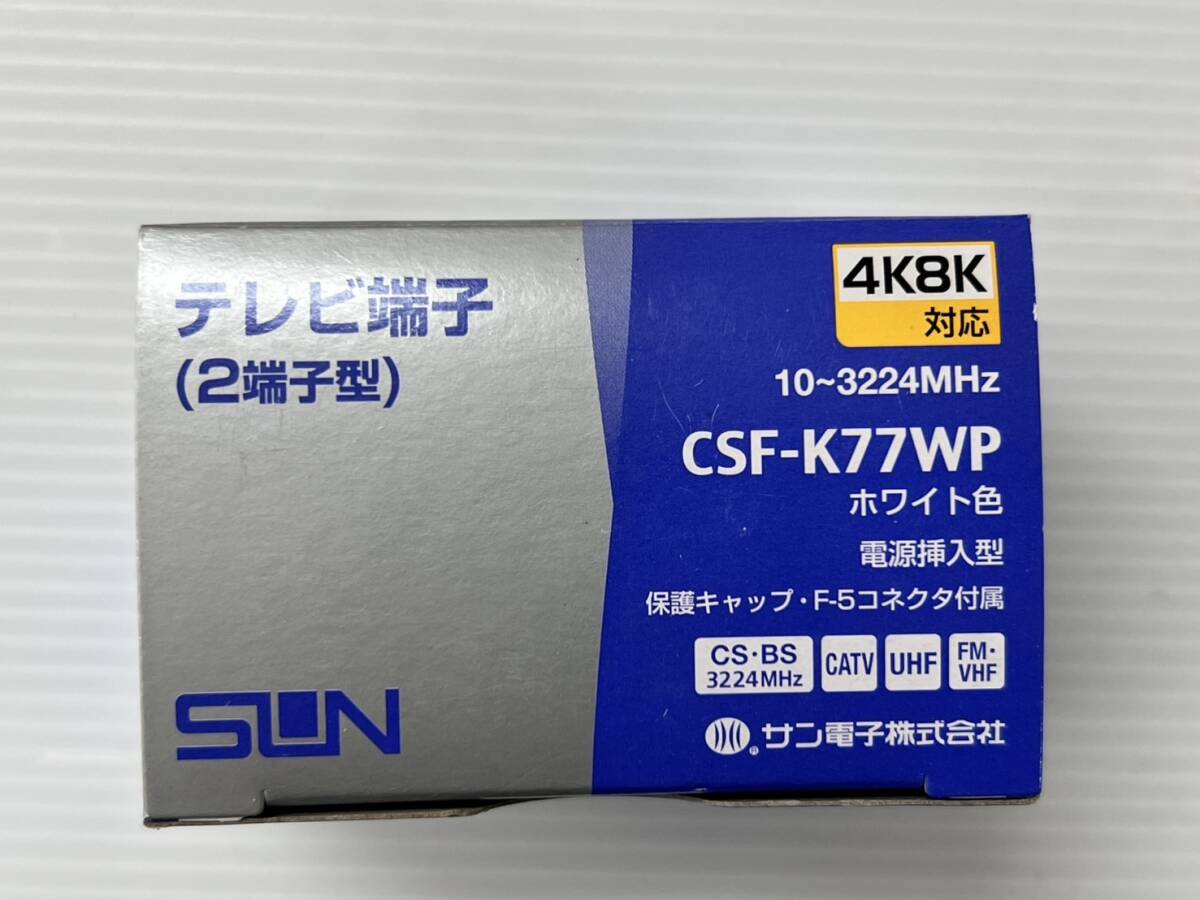 テレビ端子
(2端子型)
SUN
4K8K
対応
10~3224MHz
CSF-K77WP
ホワイト色
電源挿入型
保護キャップ・F-5コネクタ付属
CS・BS
3224MHz
CATV
UHF
FM・
VHF
サン電子株式会社